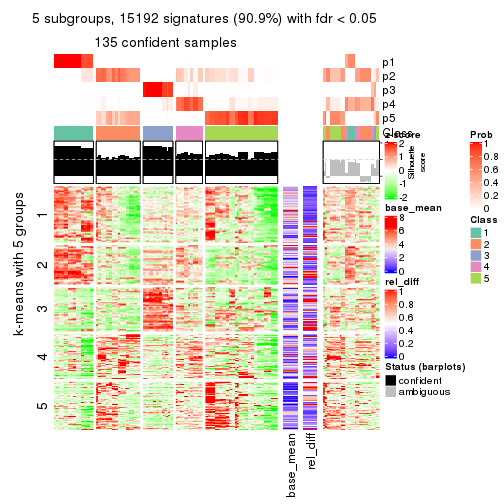 5 subgroups, 15192 signatures (90.9%) with fdr < 0.05
135 confident samples
p1
p2
p3
p4
p5
Class
z-score
2
1
0
-1
-2
Silhouette
score
Prob
1
0.8
0.6
0.4
0.2
0
base_mean
8
6
4
2
0
Class
1
2
3
4
5
rel_diff
1
0.8
0.6
0.4
0.2
0
Status (barplots)
confident
ambiguous
k-means with 5 groups
1
2
3
4
5
base_mean
rel_diff